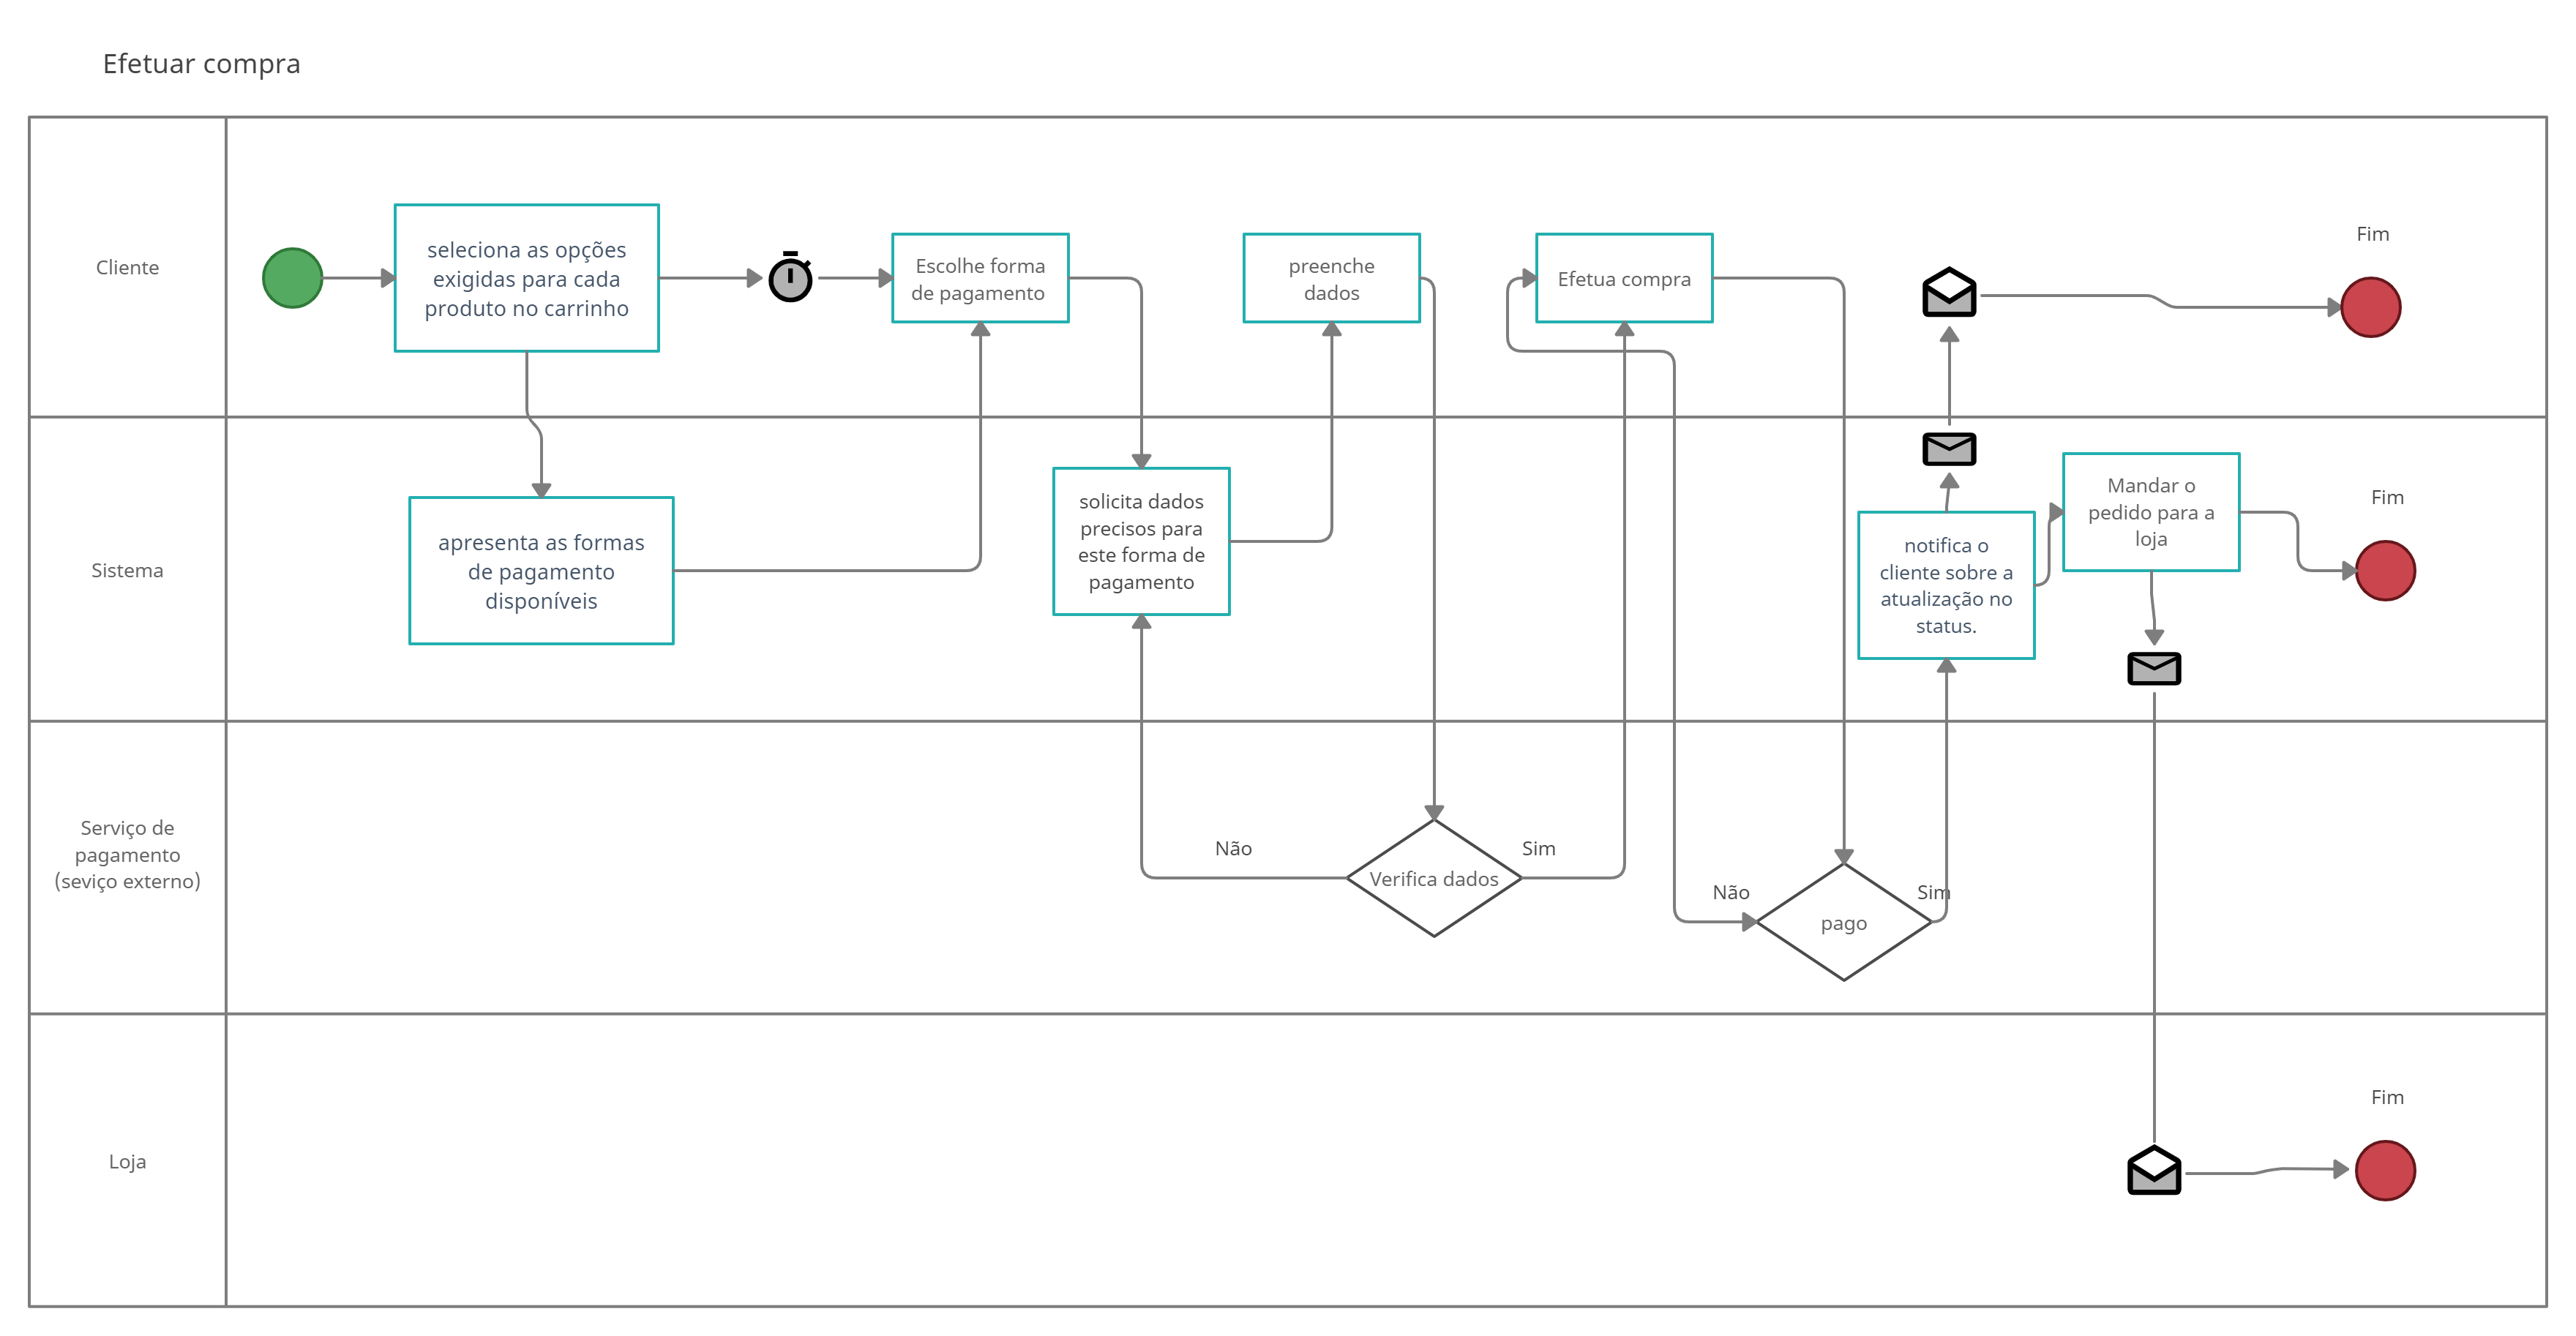 Efetuar compra
Cliente
seleciona as opções
exigidas para cada
produto no carrinho
Escolhe forma
de pagamento
preenche
dados
Efetua compra
Fim
Sistema
apresenta as formas
de pagamento
disponíveis
solicita dados
precisos para
este forma de
pagamento
notifica o
cliente sobre a
atualização no
status.
Mandar o
pedido para a
loja
Fim
Serviço de
pagamento
(seviço externo)
Não
Verifica dados
Sim
Não
pago
Sim
Loja
Fim